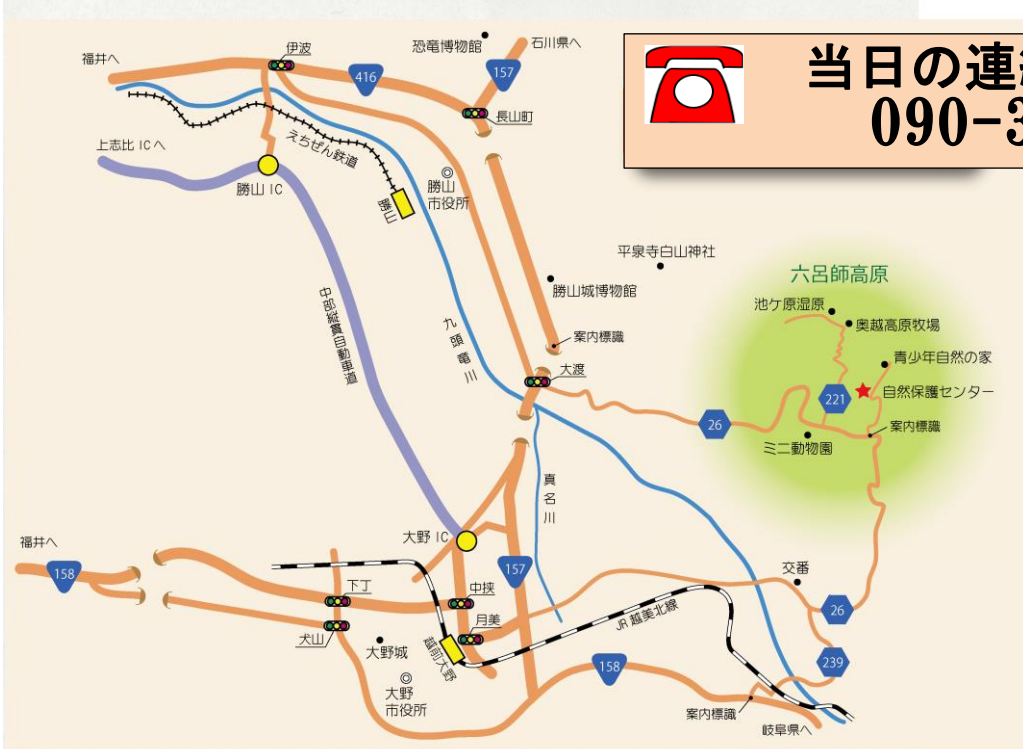 当日の連
090-3
福井へ
伊波
恐竜博物館
石川県へ
416
157
長山町
上志比 IC へ
えちぜん鉄道
勝山 IC
勝山
勝山
市役所
平泉寺白山神社
六呂師高原
中部縦貫自動車道
九頭竜川
勝山城博物館
池ケ原湿原
奥越高原牧場
案内標識
青少年自然の家
大渡
221
自然保護センター
26
案内標識
ミニ動物園
真名川
大野 IC
福井へ
158
157
下丁
中挾
交番
26
月美
JR 越美北線
犬山
大野城
越前大野
158
239
大野
市役所
案内標識
岐阜県へ